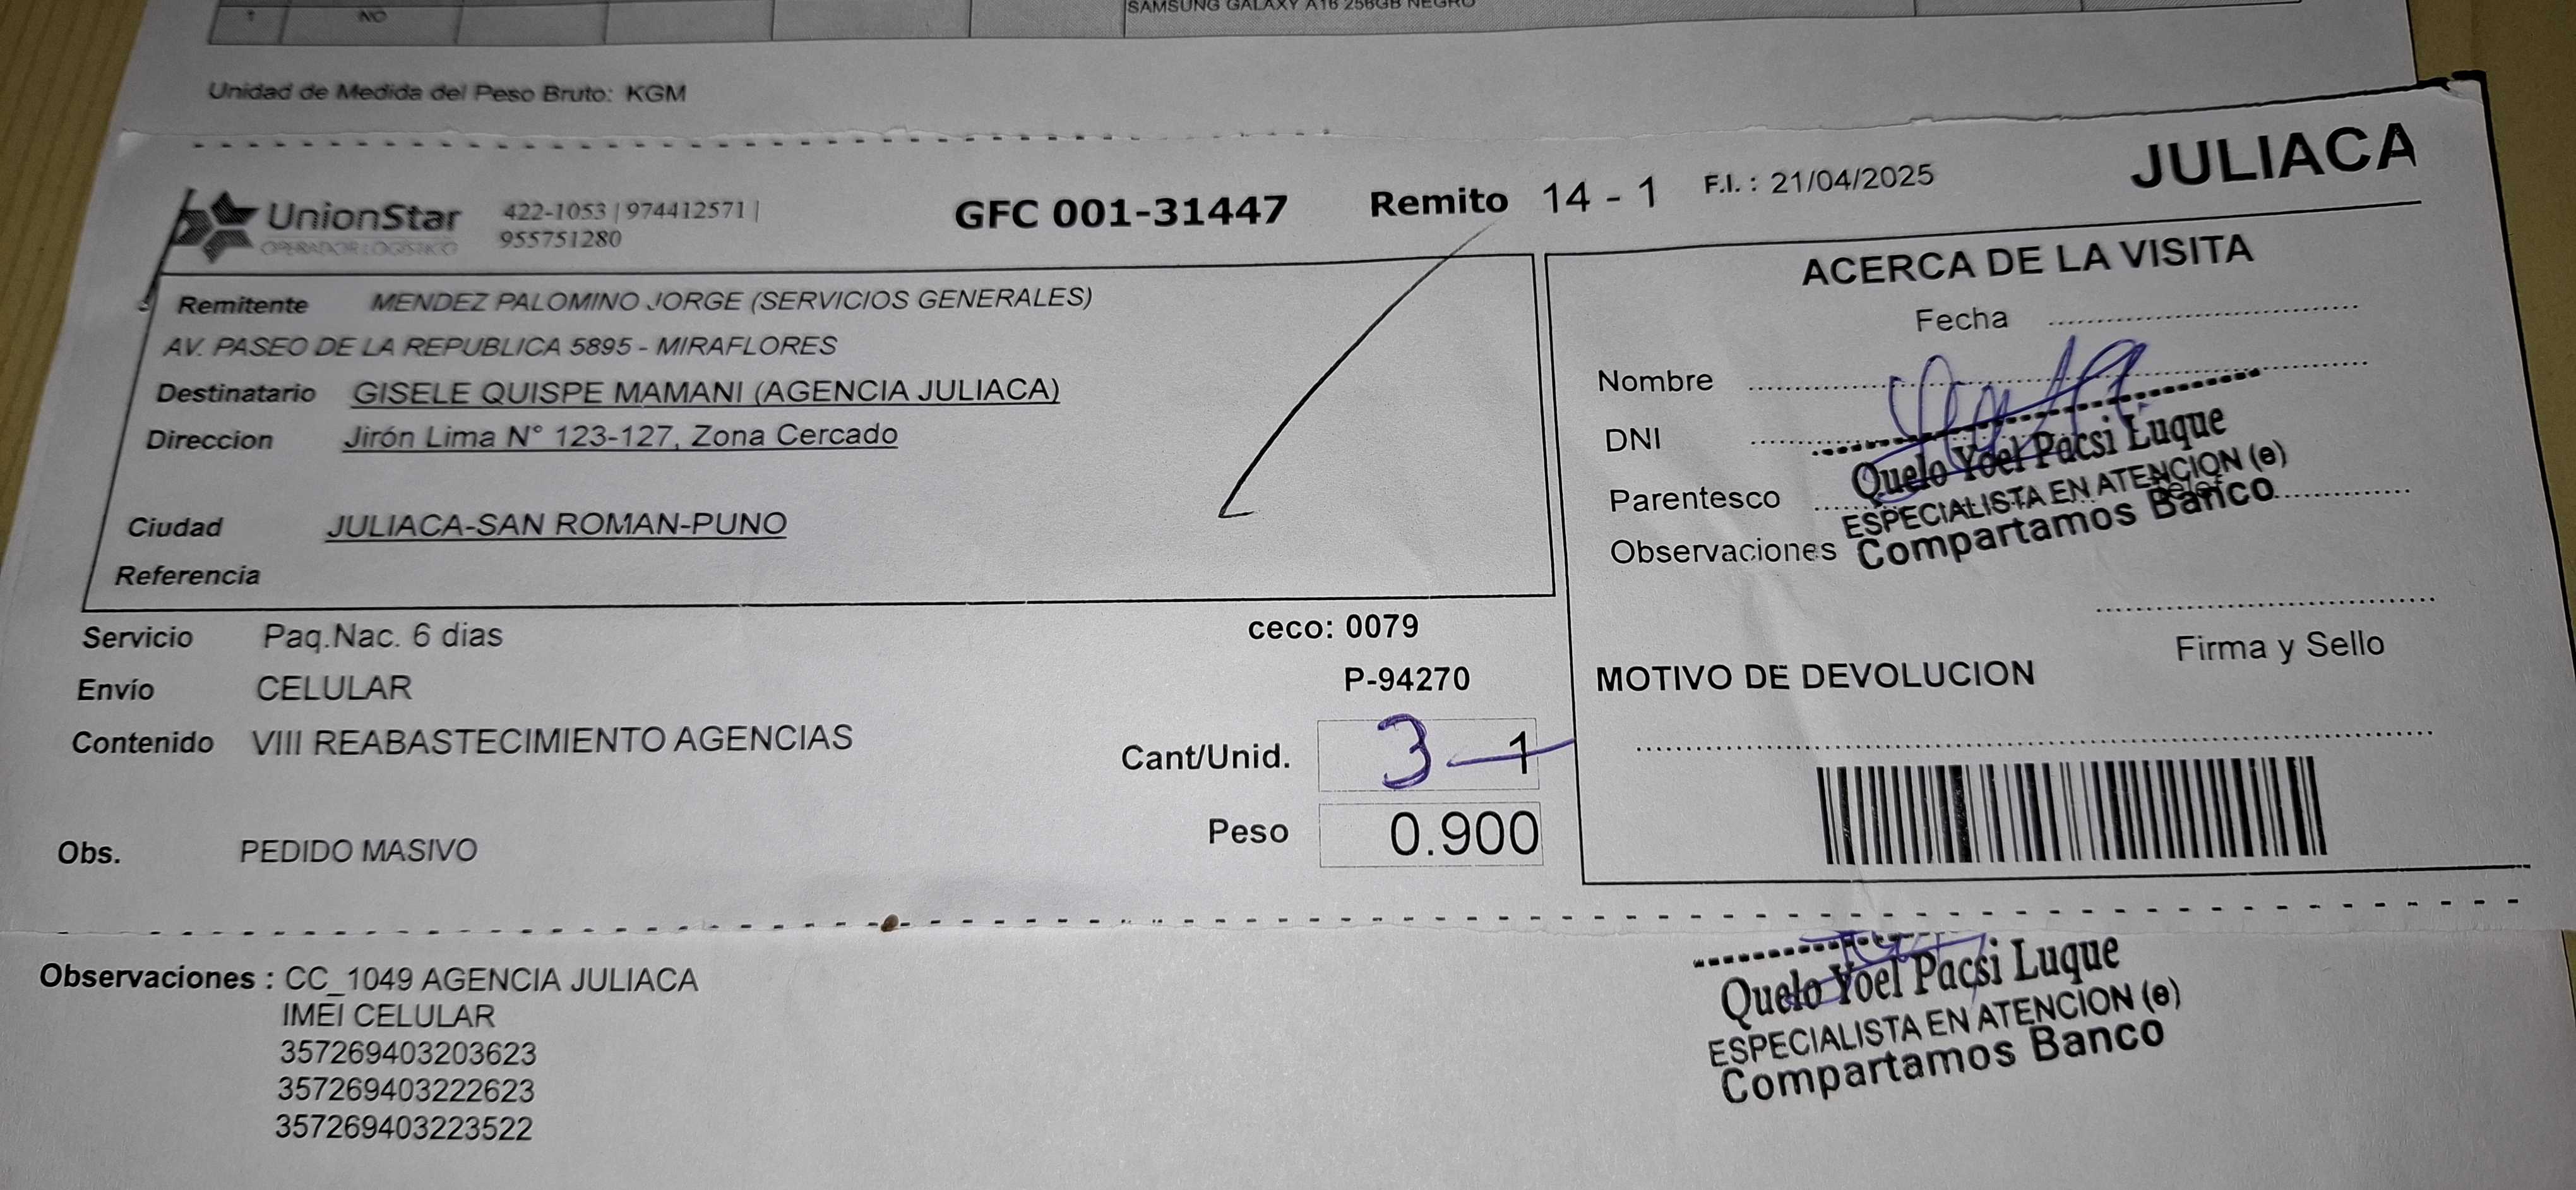 1 NO SAMSUNG GALAXY A16 256GB NEGRO
Unidad de Medida del Peso Bruto: KGM
UnionStar
OPERADOR LOGISTICO
422-1053 | 974412571 |
955751280
GFC 001-31447
Remito 14 - 1
F.I. : 21/04/2025
JULIACA
Remitente MENDEZ PALOMINO JORGE (SERVICIOS GENERALES)
AV. PASEO DE LA REPUBLICA 5895 - MIRAFLORES
Destinatario GISELE QUISPE MAMANI (AGENCIA JULIACA)
Direccion Jirón Lima N° 123-127, Zona Cercado
Ciudad JULIACA-SAN ROMAN-PUNO
Referencia
Servicio Paq.Nac. 6 dias
ceco: 0079
Envío CELULAR
P-94270
Contenido VIII REABASTECIMIENTO AGENCIAS
Cant/Unid. 3 1
Peso 0.900
Obs. PEDIDO MASIVO
ACERCA DE LA VISITA
Fecha
Nombre
DNI
Parentesco
Observaciones
Quelo Yoel Pacsi Luque
ESPECIALISTA EN ATENCION (e)
Compartamos Banco
Firma y Sello
MOTIVO DE DEVOLUCION
Observaciones : CC_1049 AGENCIA JULIACA
IMEI CELULAR
357269403203623
357269403222623
357269403223522
Quelo Yoel Pacsi Luque
ESPECIALISTA EN ATENCION (e)
Compartamos Banco